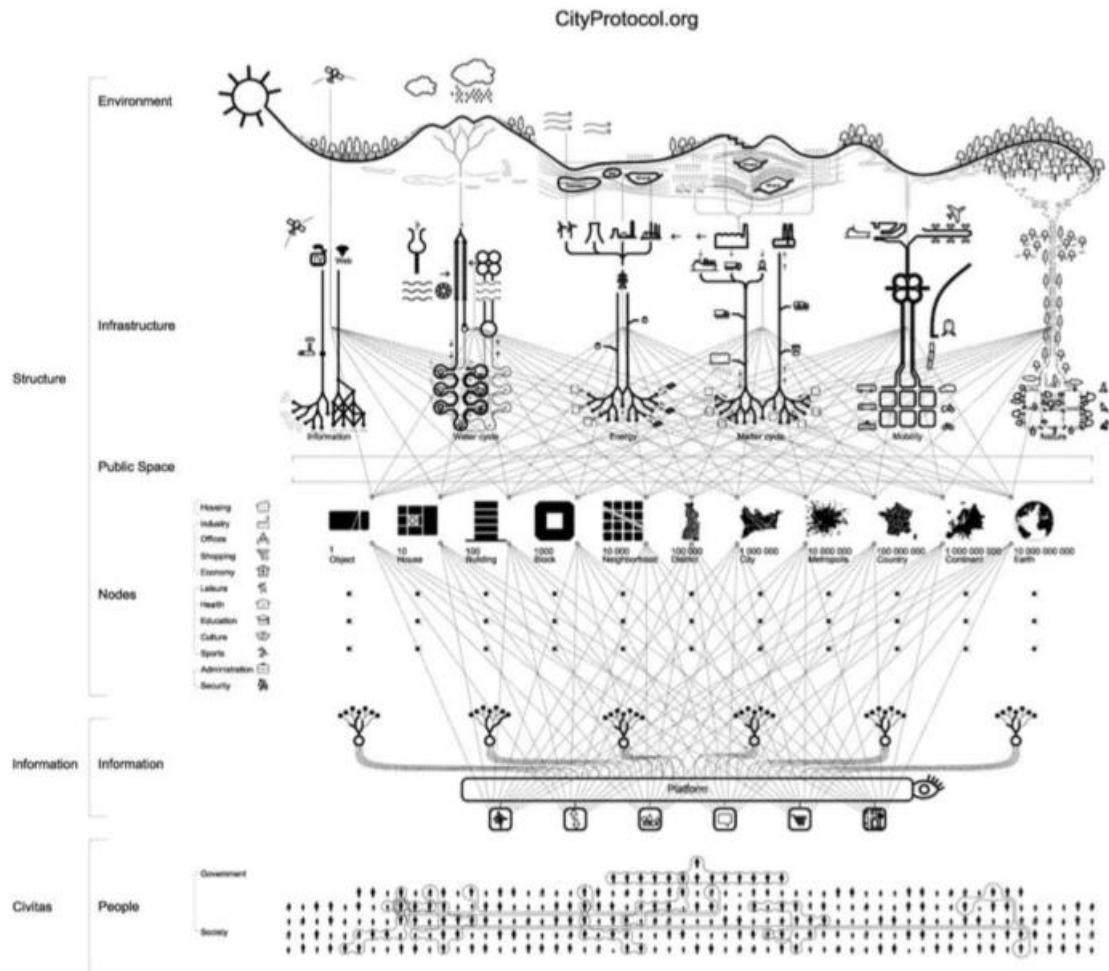 CityProtocol.org
Environment
Web
Infrastructure
Structure
Information
Water cycle
Energy
Matter cycle
Mobility
Nature
Public Space
Housing
Industry
Offices
Shopping
Economy
Leisure
Health
Education
Culture
Sports
Administration
Security
Nodes
1
Object
10
House
100
Building
1000
Block
10 000
Neighborhood
100 000
District
1 000 000
City
10 000 000
Metropolis
100 000 000
Country
1 000 000 000
Continent
10 000 000 000
Earth
Information
Information
Platform
Civitas
People
Government
Society